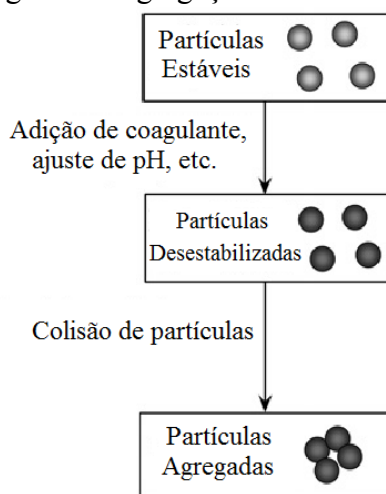 Partículas
Estáveis
Adição de coagulante,
ajuste de pH, etc.
Partículas
Desestabilizadas
Colisão de partículas
Partículas
Agregadas